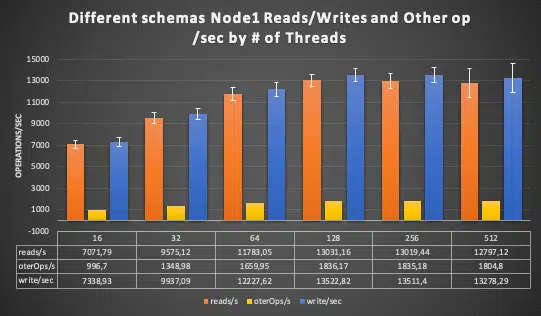 Different schemas Node1 Reads/Writes and Other op
/sec by # of Threads
OPERATIONS/SEC
15000
13000
11000
9000
7000
5000
3000
1000
-1000
16 32 64 128 256 512
reads/s 7071,79 9575,12 11783,05 13031,16 13019,44 12797,12
oterOps/s 996,7 1348,98 1659,95 1836,17 1835,18 1804,8
write/sec 7338,93 9937,09 12227,62 13522,82 13511,4 13278,29
reads/s oterOps/s write/sec